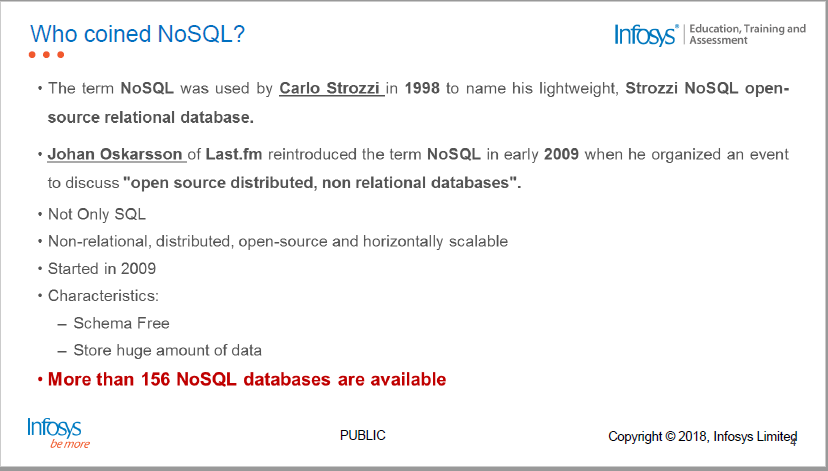 Who coined NoSQL?
Infosys® | Education, Training and
Assessment
• The term NoSQL was used by Carlo Strozzi in 1998 to name his lightweight, Strozzi NoSQL open-
source relational database.
• Johan Oskarsson of Last.fm reintroduced the term NoSQL in early 2009 when he organized an event
to discuss "open source distributed, non relational databases".
• Not Only SQL
• Non-relational, distributed, open-source and horizontally scalable
• Started in 2009
• Characteristics:
– Schema Free
– Store huge amount of data
• More than 156 NoSQL databases are available
Infosys
be more
PUBLIC
Copyright © 2018, Infosys Limited
4